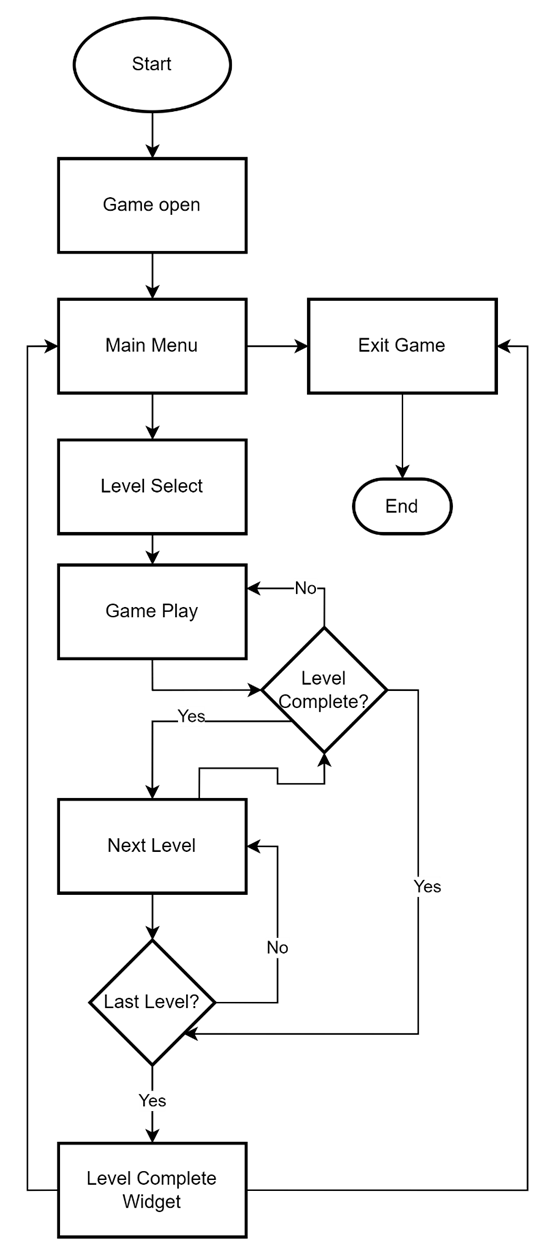 Start
Game open
Main Menu
Exit Game
Level Select
End
Game Play
No
Level
Complete?
Yes
Next Level
Yes
No
Last Level?
Yes
Level Complete
Widget